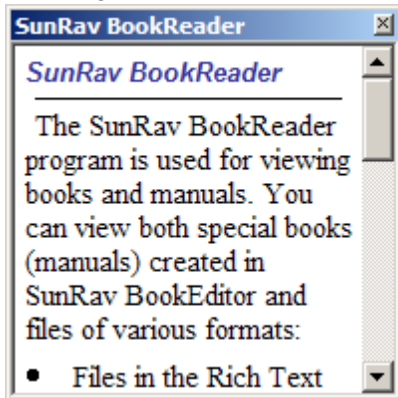 SunRav BookReader
SunRav BookReader
The SunRav BookReader
program is used for viewing
books and manuals. You
can view both special books
(manuals) created in
SunRav BookEditor and
files of various formats:
• Files in the Rich Text